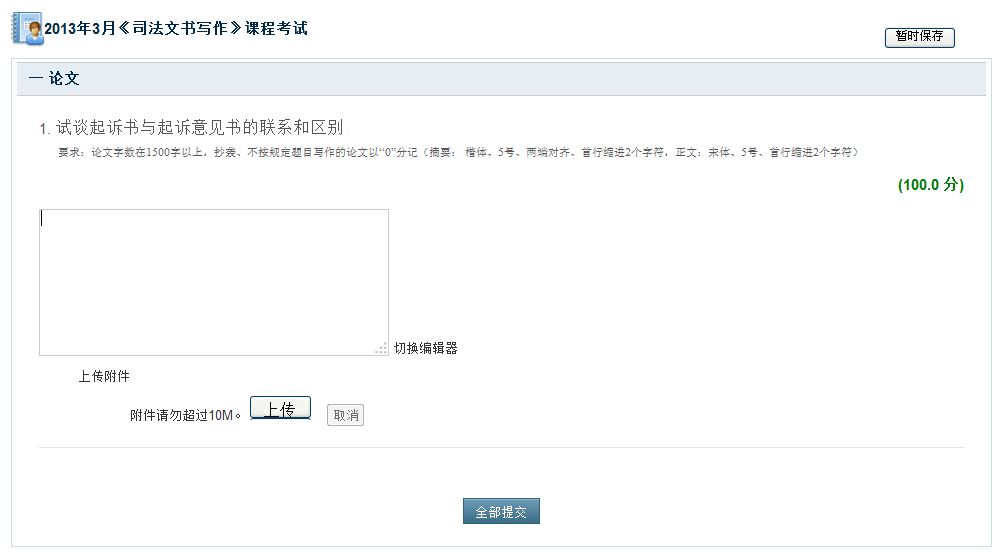 2013年3月《司法文书写作》课程考试
暂时保存
一 论文
1. 试谈起诉书与起诉意见书的联系和区别
要求：论文字数在1500字以上，抄袭、不按规定题目写作的论文以“0”分记（摘要： 楷体、5号、两端对齐、首行缩进2个字符，正文：宋体、5号、首行缩进2个字符）
(100.0 分)
切换编辑器
上传附件
附件请勿超过10M。 上传 取消
全部提交